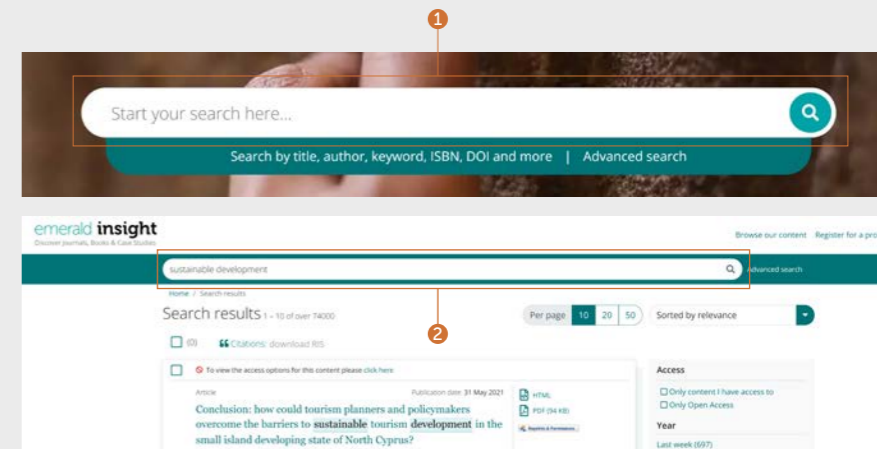 1
Start your search here...
Search by title, author, keyword, ISBN, DOI and more | Advanced search
emerald insight
Discover Journals, Books & Case Studies
Browse our content Register for a pro
sustainable development
Advanced search
Home / Search results
Search results 1 – 10 of over 74000
Per page 10 20 50
Sorted by relevance
2
(0)
Citations: download RIS
To view the access options for this content please click here
Article
Publication date: 31 May 2021
Conclusion: how could tourism planners and policymakers
overcome the barriers to sustainable tourism development in the
small island developing state of North Cyprus?
HTML
PDF (94 KB)
Reprints & Permissions
Access
Only content I have access to
Only Open Access
Year
Last week (697)